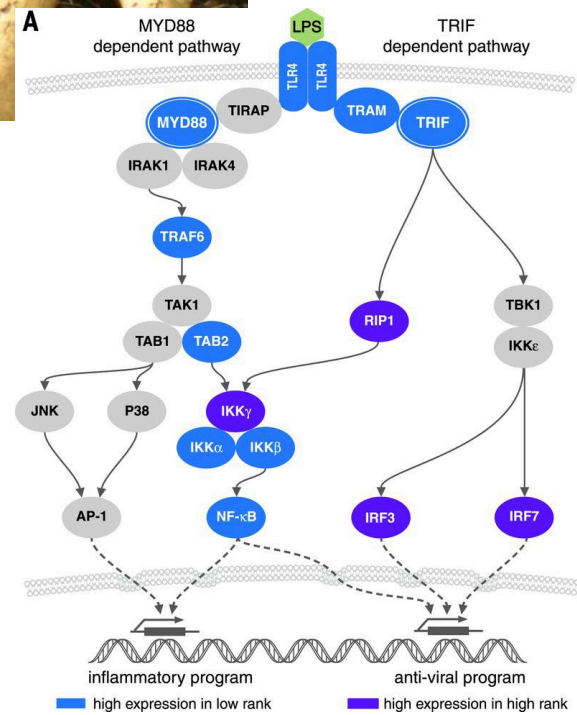 A
MYD88
dependent pathway
LPS
TRIF
dependent pathway
TLR4
TLR4
MYD88
TIRAP
TRAM
TRIF
IRAK1
IRAK4
TRAF6
TAK1
TAB1
TAB2
RIP1
TBK1
IKKε
JNK
P38
IKKγ
IKKα
IKKβ
AP-1
NF-κB
IRF3
IRF7
inflammatory program
anti-viral program
high expression in low rank
high expression in high rank